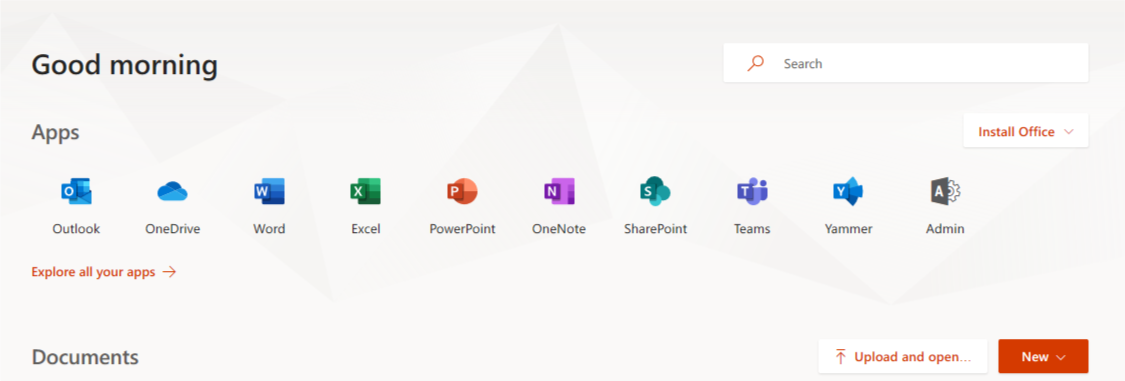 Good morning
Search
Apps
Install Office
O
W
X
P
N
S
T
Y
A
Outlook OneDrive Word Excel PowerPoint OneNote SharePoint Teams Yammer Admin
Explore all your apps →
Documents
Upload and open...
New